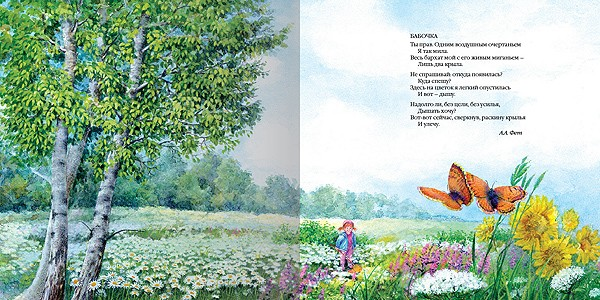 БАБОЧКА
Ты прав. Одним воздушным очертаньем
Я так мила.
Весь бархат мой с его живым миганьем –
Лишь два крыла.
Не спрашивай: откуда появилась?
Куда спешу?
Здесь на цветок я легкий опустилась
И вот – дышу.
Надолго ли, без цели, без усилья,
Дышать хочу?
Вот-вот сейчас, сверкнув, раскину крылья
И улечу.
А.А. Фет